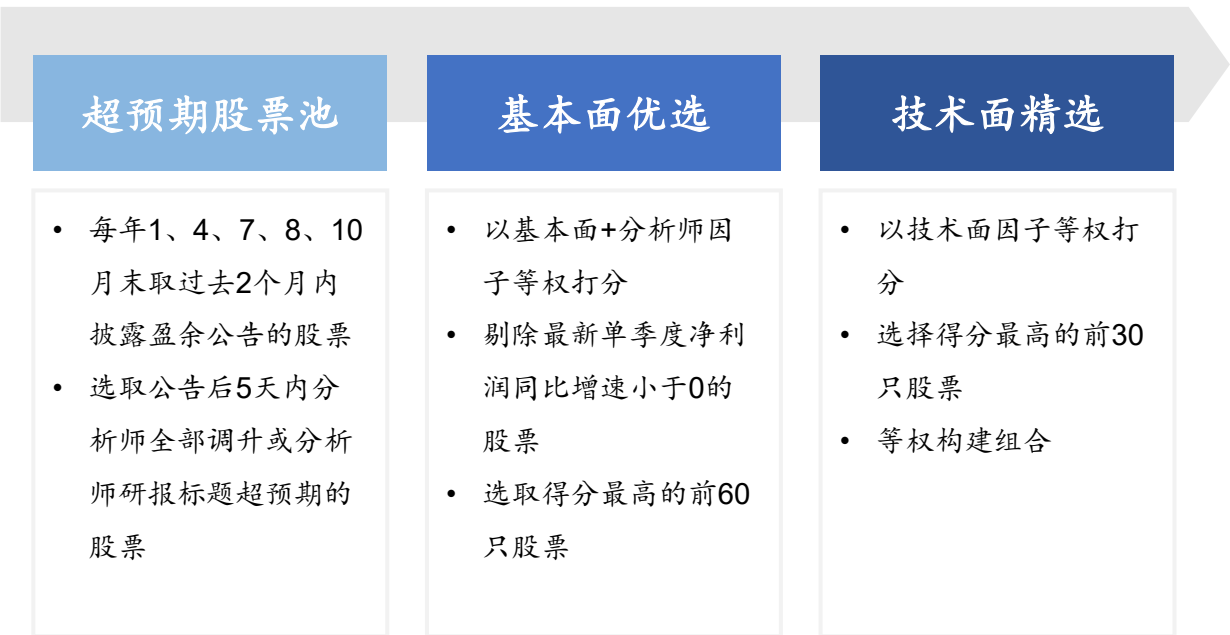 超预期股票池
• 每年1、4、7、8、10
月末取过去2个月内
披露盈余公告的股票
• 选取公告后5天内分
析师全部调升或分析
师研报标题超预期的
股票
基本面优选
• 以基本面+分析师因
子等权打分
• 剔除最新单季度净利
润同比增速小于0的
股票
• 选取得分最高的前60
只股票
技术面精选
• 以技术面因子等权打
分
• 选择得分最高的前30
只股票
• 等权构建组合